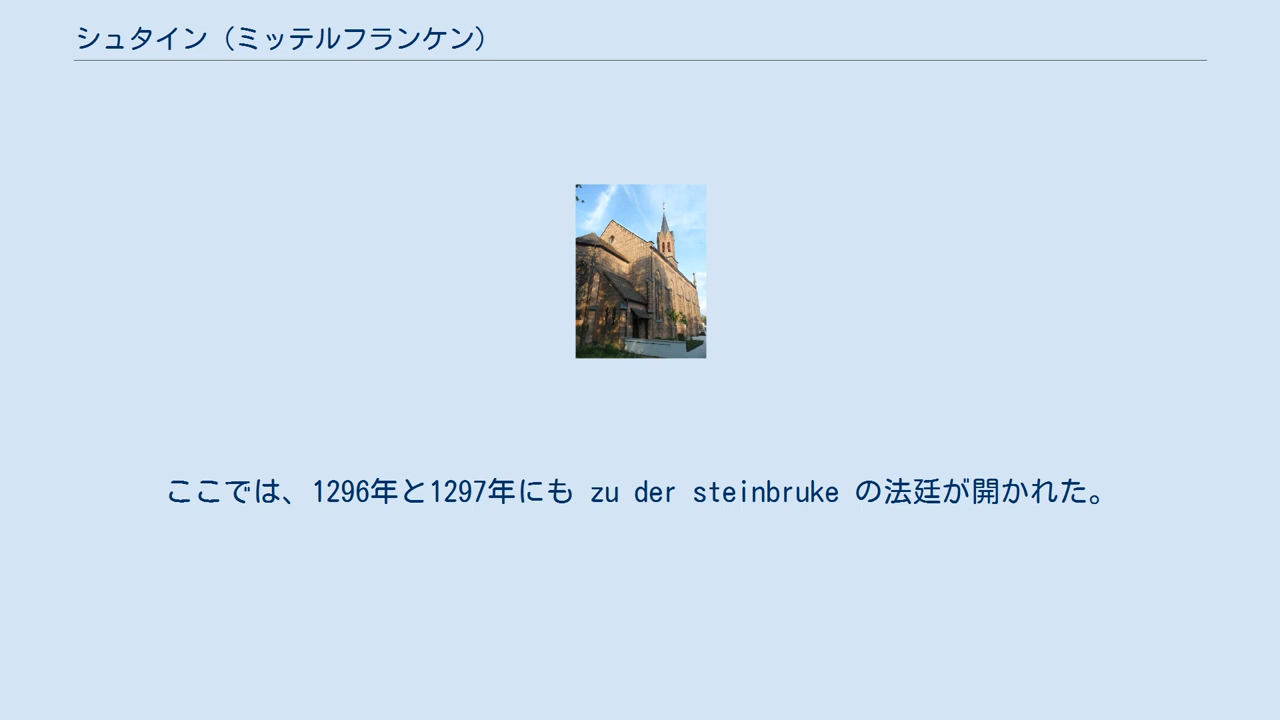 シュタイン（ミッテルフランケン）
ここでは、1296年と1297年にも zu der steinbruke の法廷が開かれた。